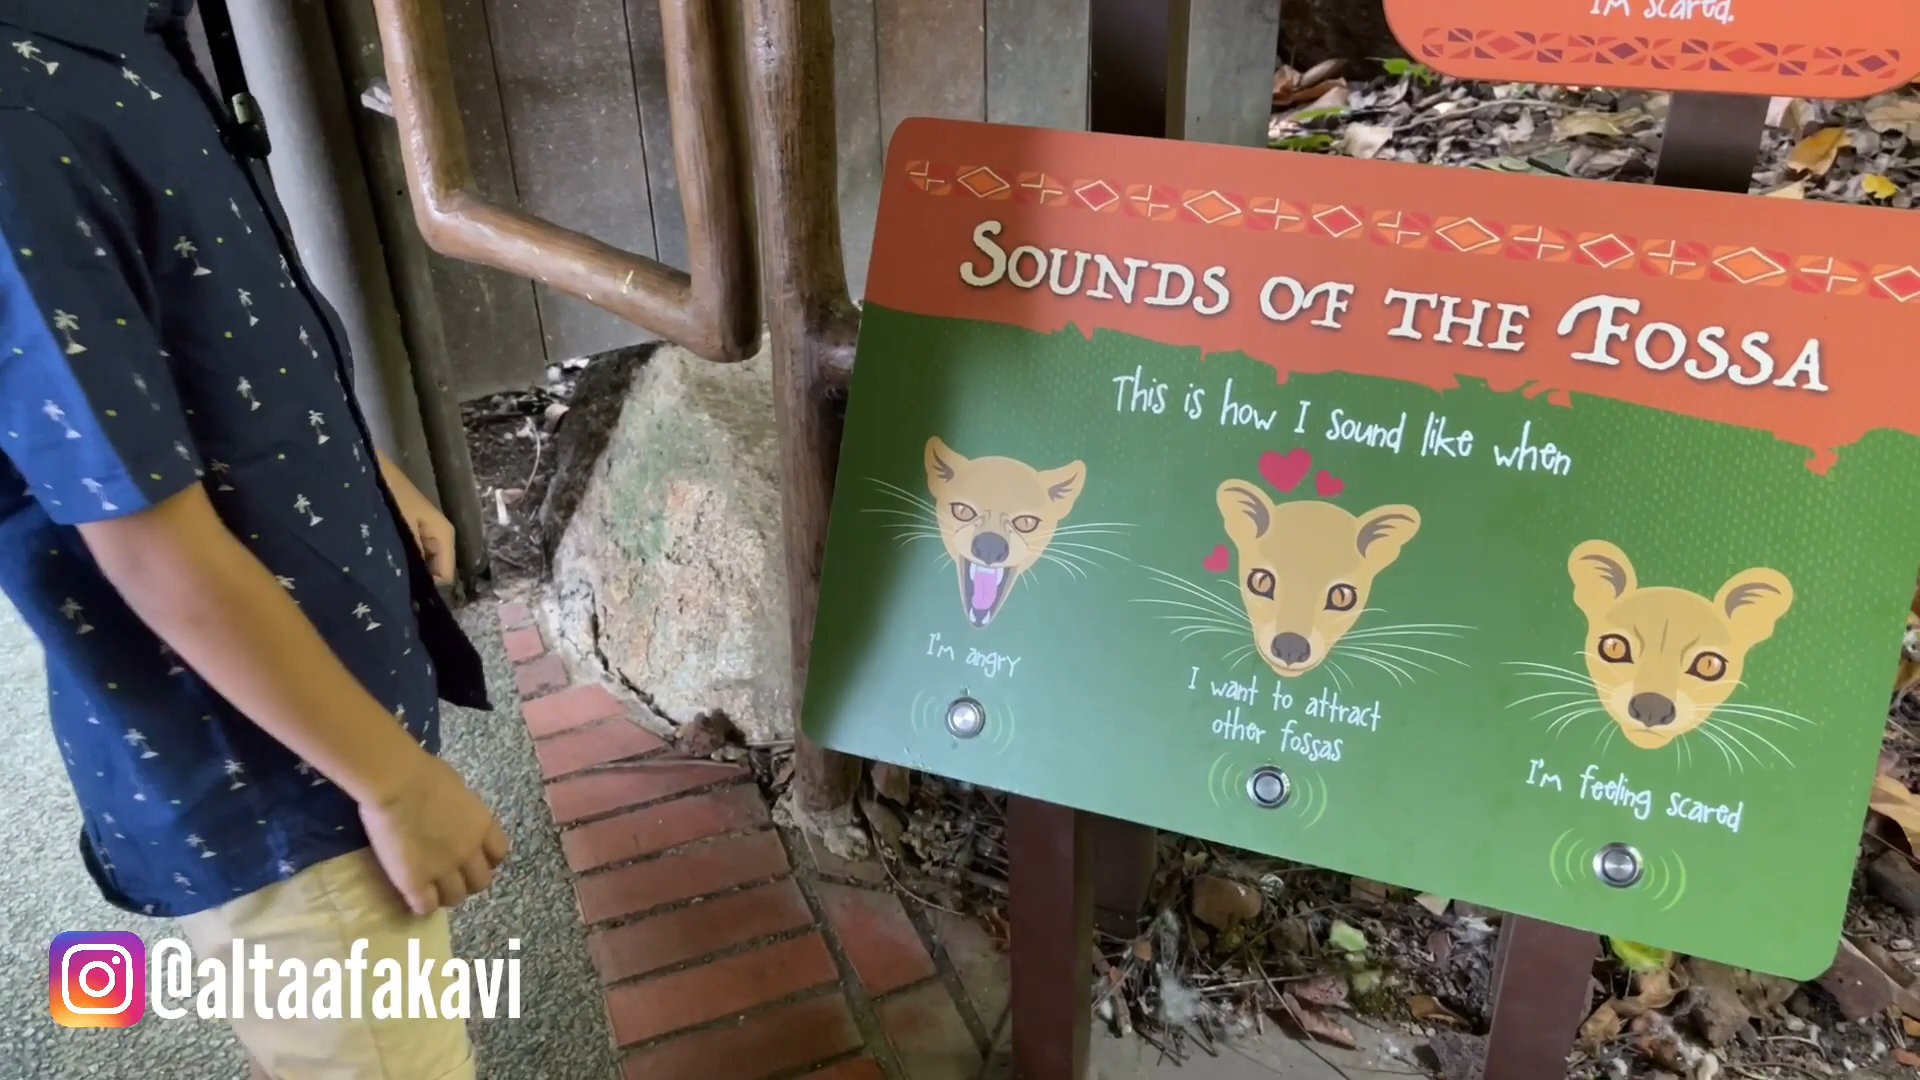 I'm scared.
SOUNDS OF THE FOSSA
This is how I sound like when
I'm angry
I want to attract
other fossas
I'm feeling scared
@altaafakavi